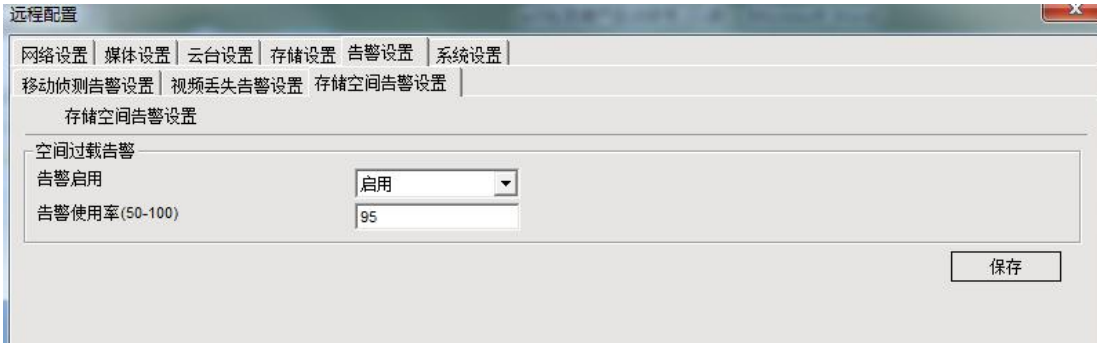 远程配置
网络设置 媒体设置 云台设置 存储设置 告警设置 系统设置
移动侦测告警设置 视频丢失告警设置 存储空间告警设置
存储空间告警设置
空间过载告警
告警启用 启用
告警使用率(50-100) 95
保存